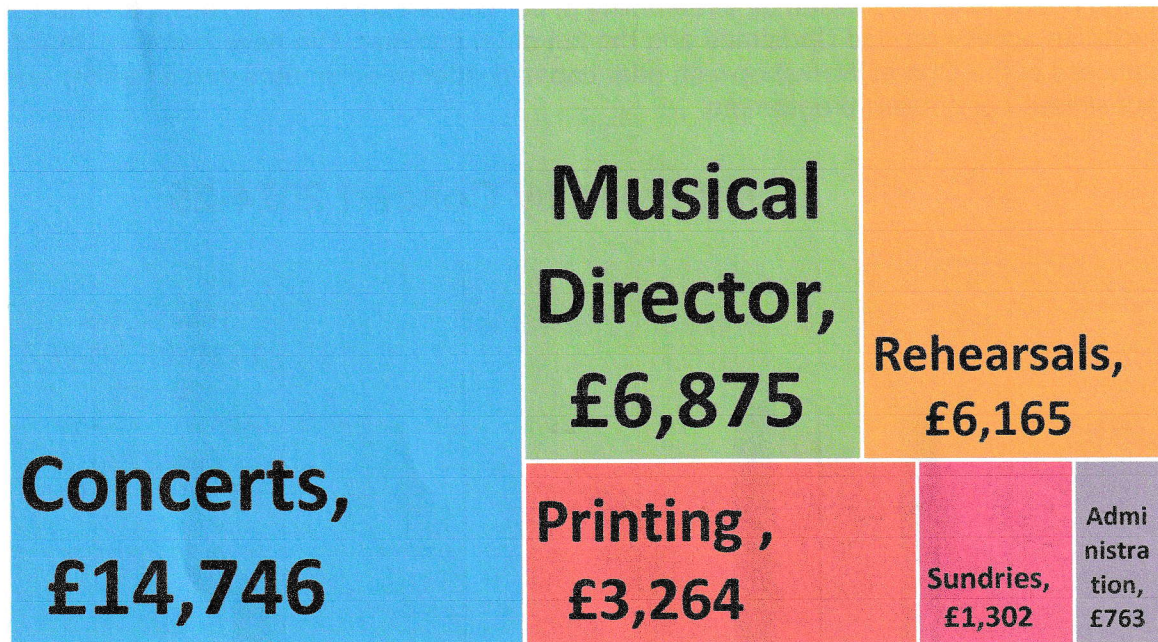 Concerts,
£14,746
Musical
Director,
£6,875
Rehearsals,
£6,165
Printing ,
£3,264
Sundries,
£1,302
Admi
nistra
tion,
£763